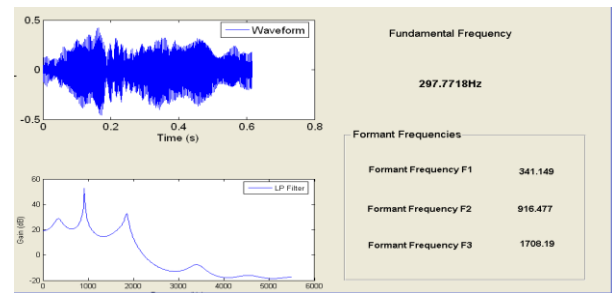 0.5
0
-0.5
0 0.2 0.4 0.6 0.8
Time (s)
Waveform
Fundamental Frequency
297.7718Hz
Formant Frequencies
Formant Frequency F1 341.149
Formant Frequency F2 916.477
Formant Frequency F3 1708.19
60
40
20
0
-20
Gain (dB)
LP Filter
0 1000 2000 3000 4000 5000 6000